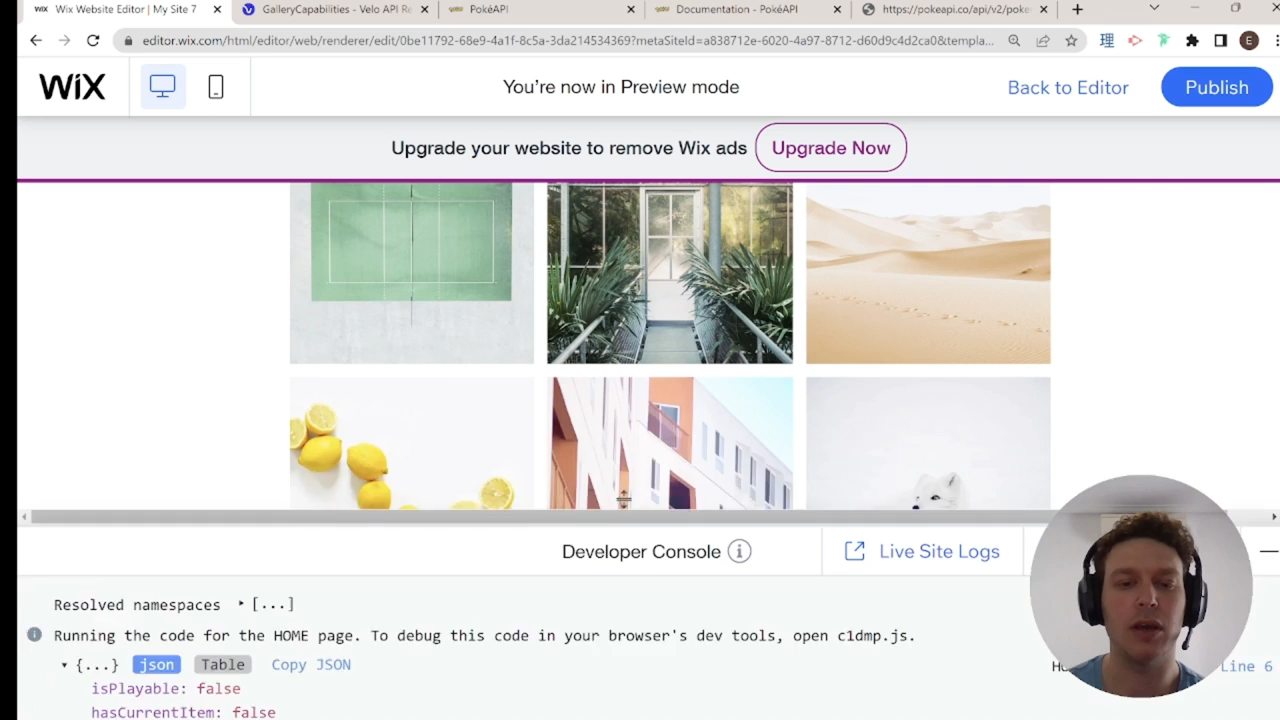 WiX Wix Website Editor | My Site 7
GalleryCapabilities - Velo API Re
PokéAPI
Documentation - PokéAPI
https://pokeapi.co/api/v2/poke
editor.wix.com/html/editor/web/renderer/edit/0be11792-68e9-4a1f-8c5a-3da214534369?metaSiteId=a838712e-6020-4a97-8712-d60d9c4d2ca0&templa...
理
E
WiX
You're now in Preview mode
Back to Editor
Publish
Upgrade your website to remove Wix ads
Upgrade Now
Developer Console
Live Site Logs
Resolved namespaces [...]
Running the code for the HOME page. To debug this code in your browser's dev tools, open c1dmp.js.
{...} json Table Copy JSON
Line 6
isPlayable: false
hasCurrentItem: false